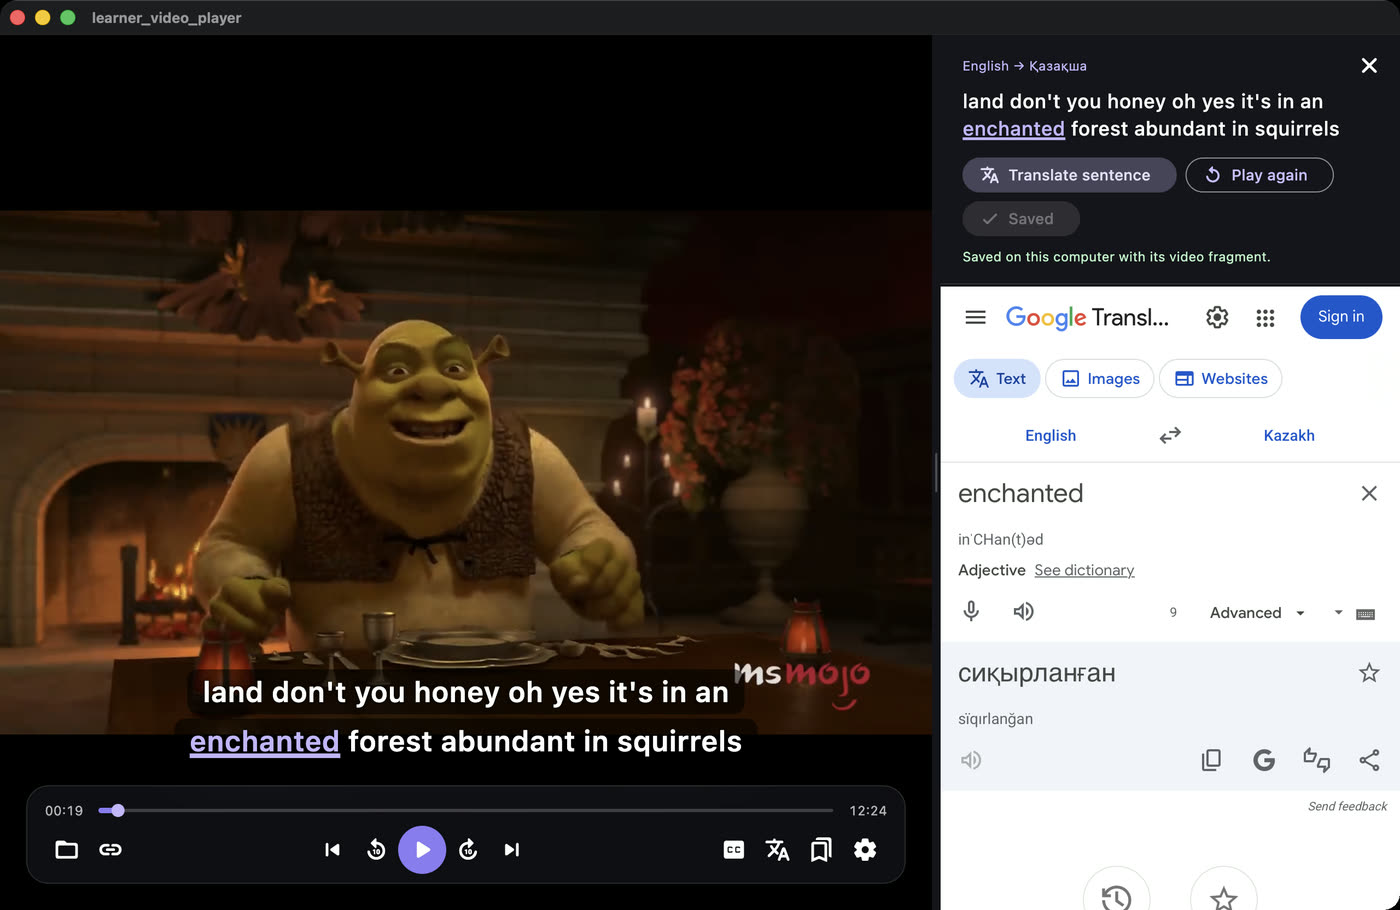 learner_video_player
English → Қазақша
land don't you honey oh yes it's in an
enchanted forest abundant in squirrels
Translate sentence
Play again
Saved
Saved on this computer with its video fragment.
Google Transl...
Sign in
Text
Images
Websites
English
Kazakh
enchanted
inˈCHan(t)əd
Adjective See dictionary
9
Advanced
сиқырланған
sïqırlanğan
Send feedback
msmojo
land don't you honey oh yes it's in an
enchanted forest abundant in squirrels
00:19
12:24
10
10
CC